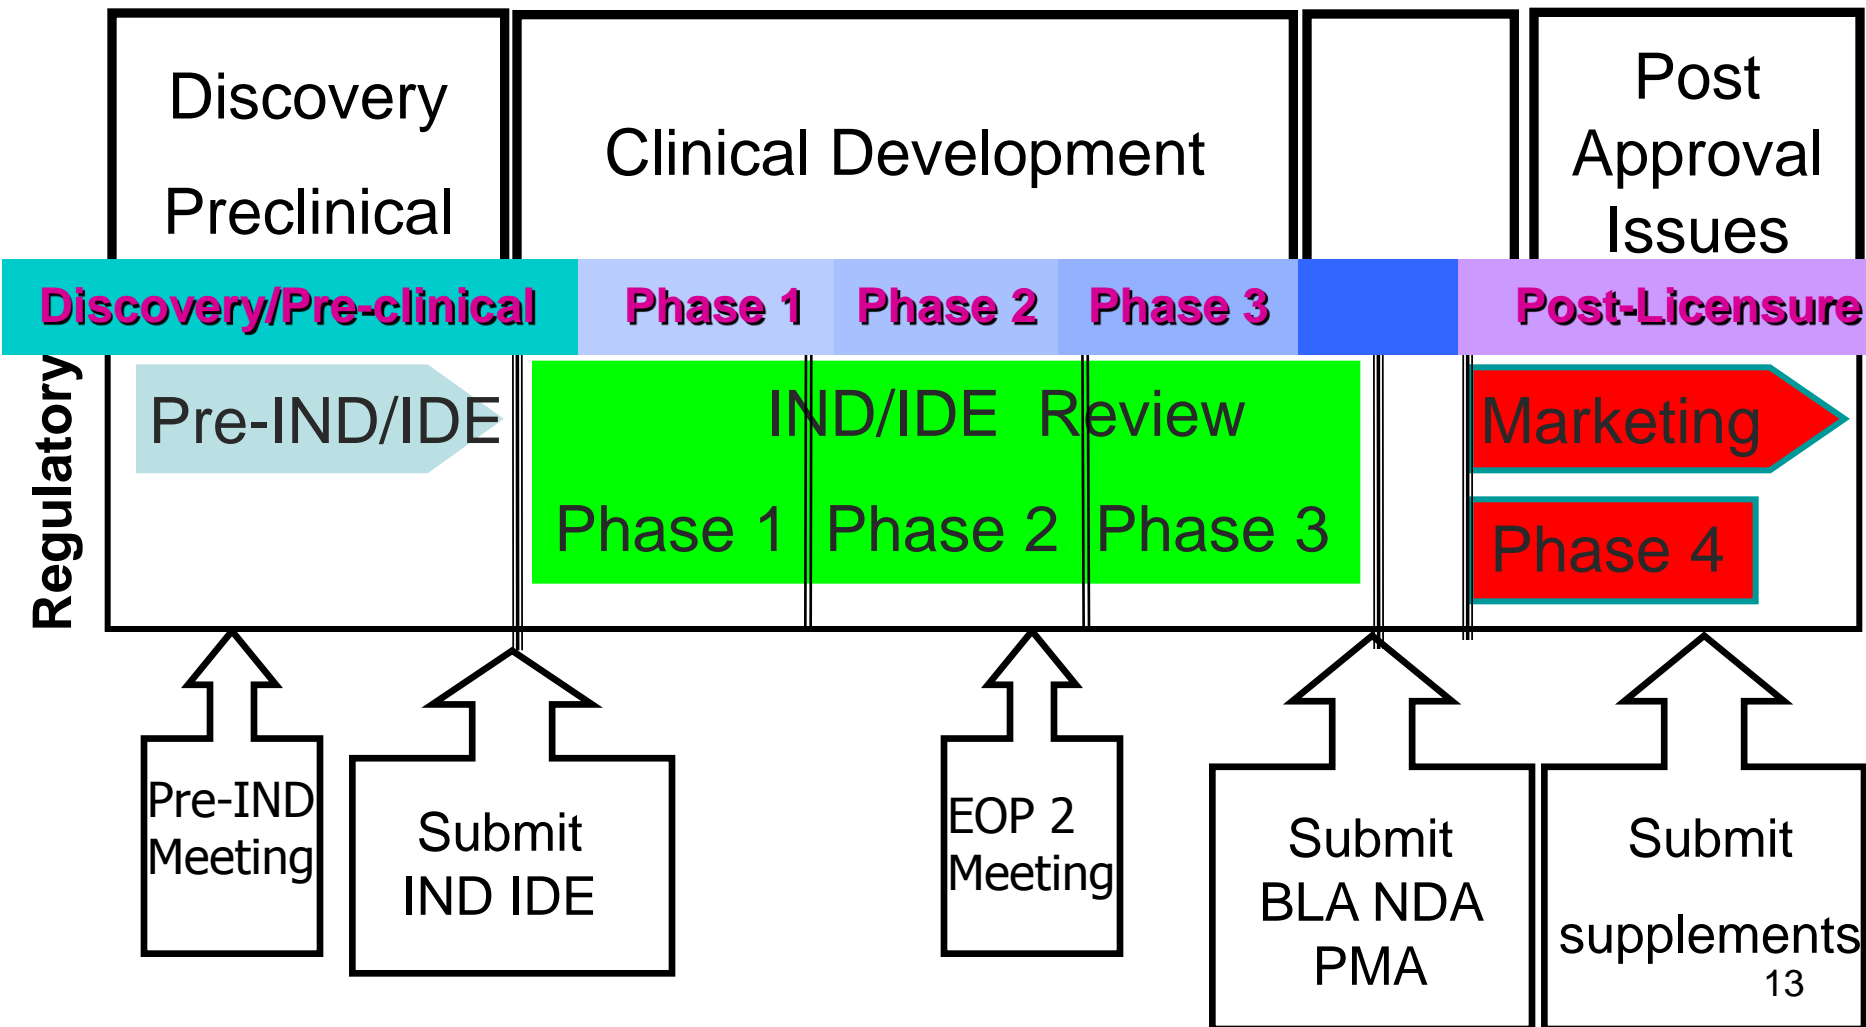 Discovery
Preclinical
Clinical Development
Post
Approval
Issues
Discovery/Pre-clinical
Phase 1
Phase 2
Phase 3
Post-Licensure
Regulatory
Pre-IND/IDE
IND/IDE Review
Phase 1
Phase 2
Phase 3
Marketing
Phase 4
Pre-IND
Meeting
Submit
IND IDE
EOP 2
Meeting
Submit
BLA NDA
PMA
Submit
supplements
13